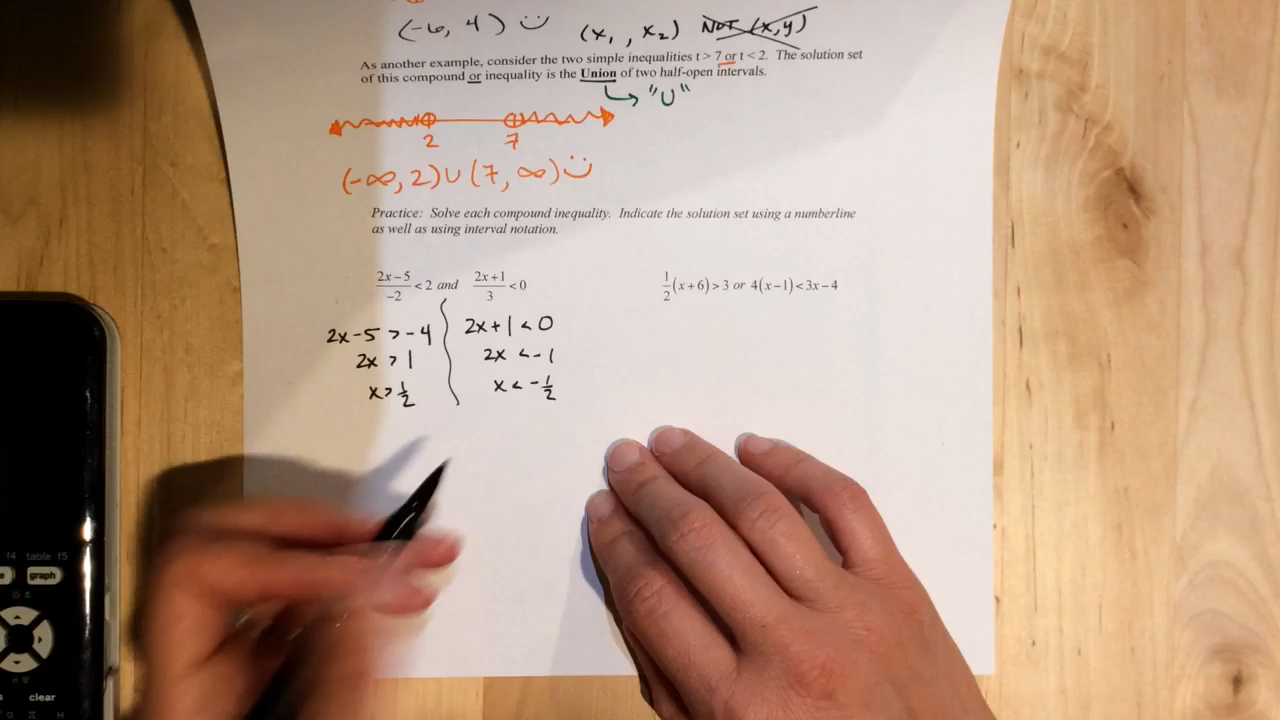 (-6, 4) (x₁, x₂) NOT (x,y)
As another example, consider the two simple inequalities t > 7 or t < 2. The solution set
of this compound or inequality is the Union of two half-open intervals.
"U"
2 7
(-∞, 2) ∪ (7, ∞)
Practice: Solve each compound inequality. Indicate the solution set using a numberline
as well as using interval notation.
(2x-5)/-2 < 2 and (2x+1)/3 < 0
1/2(x+6) > 3 or 4(x-1) < 3x-4
2x-5 > -4
2x > 1
x > 1/2
2x+1 < 0
2x < -1
x < -1/2
f4 table f5
graph
clear
π H